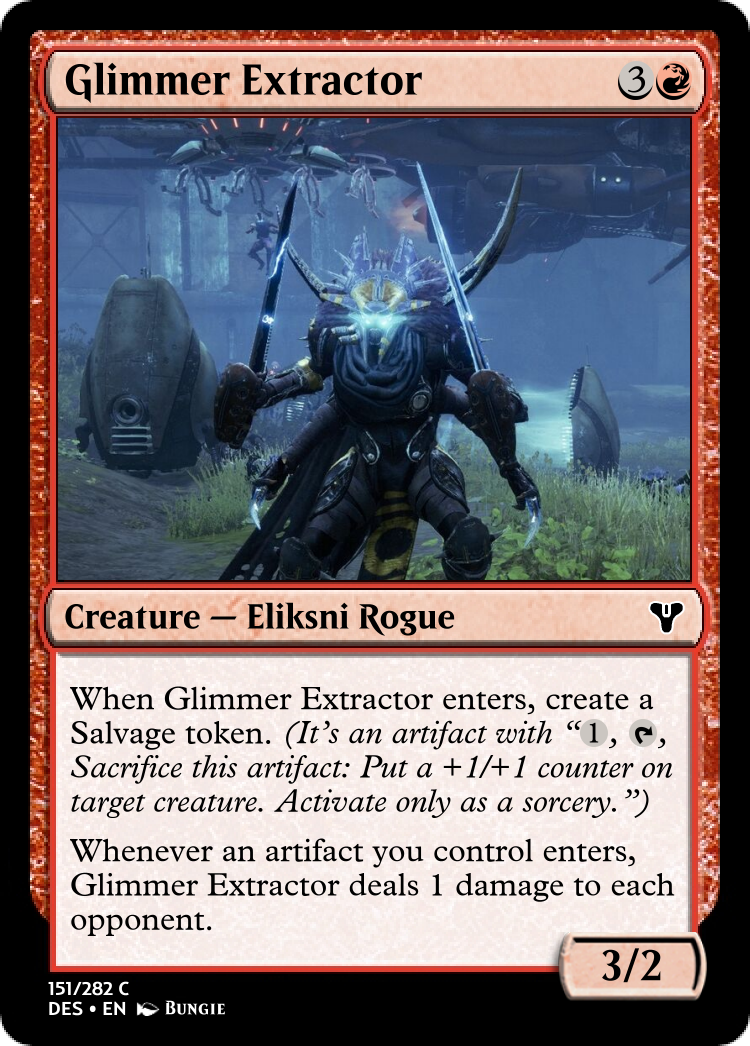 Glimmer Extractor 3
Creature — Eliksni Rogue
When Glimmer Extractor enters, create a
Salvage token. (It's an artifact with “1, ,
Sacrifice this artifact: Put a +1/+1 counter on
target creature. Activate only as a sorcery.”)
Whenever an artifact you control enters,
Glimmer Extractor deals 1 damage to each
opponent.
3/2
151/282 C
DES • EN Bungie